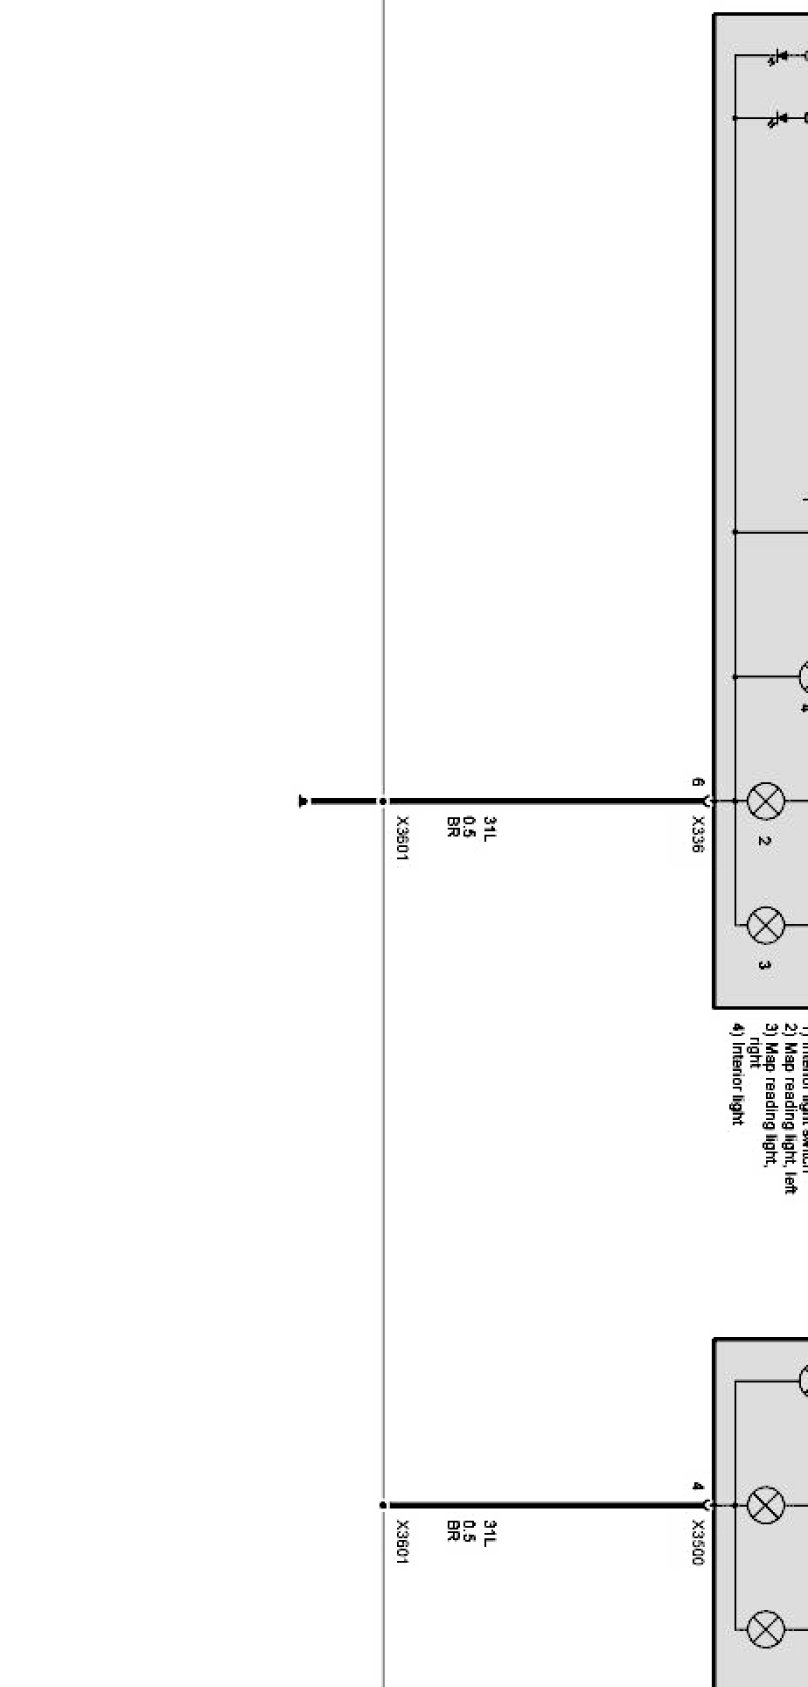 6
X336
31L
0.5
BR
X3601
2
3
4
2) Map reading light, left
3) Map reading light,
right
4) Interior light
4
X3500
31L
0.5
BR
X3601